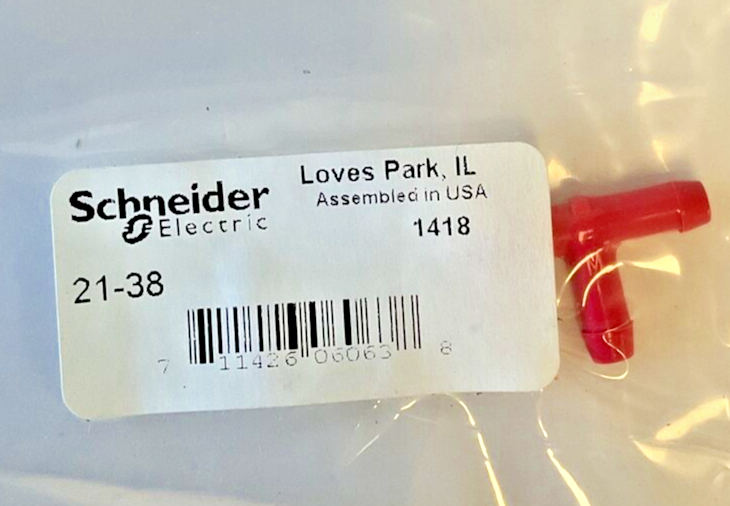 Schneider
Electric
Loves Park, IL
Assembled in USA
1418
21-38
7 11426 06063 8
M